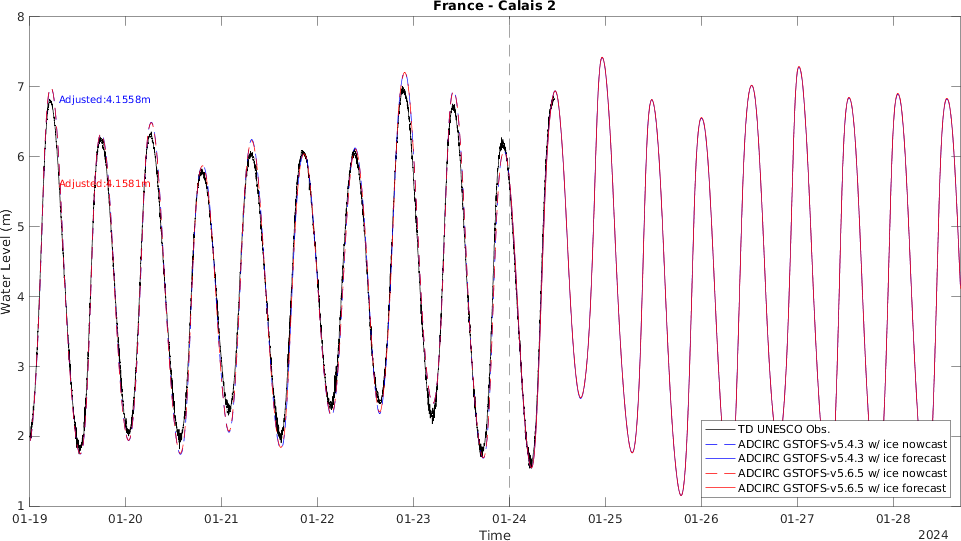 France - Calais 2
8
7
6
5
4
3
2
1
Water Level (m)
Adjusted:4.1558m
Adjusted:4.1581m
TD UNESCO Obs.
ADCIRC GSTOFS-v5.4.3 w/ ice nowcast
ADCIRC GSTOFS-v5.4.3 w/ ice forecast
ADCIRC GSTOFS-v5.6.5 w/ ice nowcast
ADCIRC GSTOFS-v5.6.5 w/ ice forecast
01-19 01-20 01-21 01-22 01-23 01-24 01-25 01-26 01-27 01-28
Time
2024